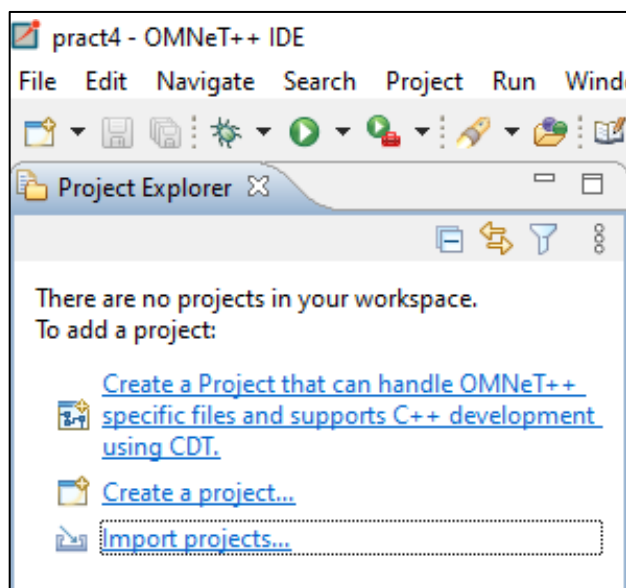 pract4 - OMNeT++ IDE
File Edit Navigate Search Project Run Wind
Project Explorer
There are no projects in your workspace.
To add a project:
Create a Project that can handle OMNeT++
specific files and supports C++ development
using CDT.
Create a project...
Import projects...